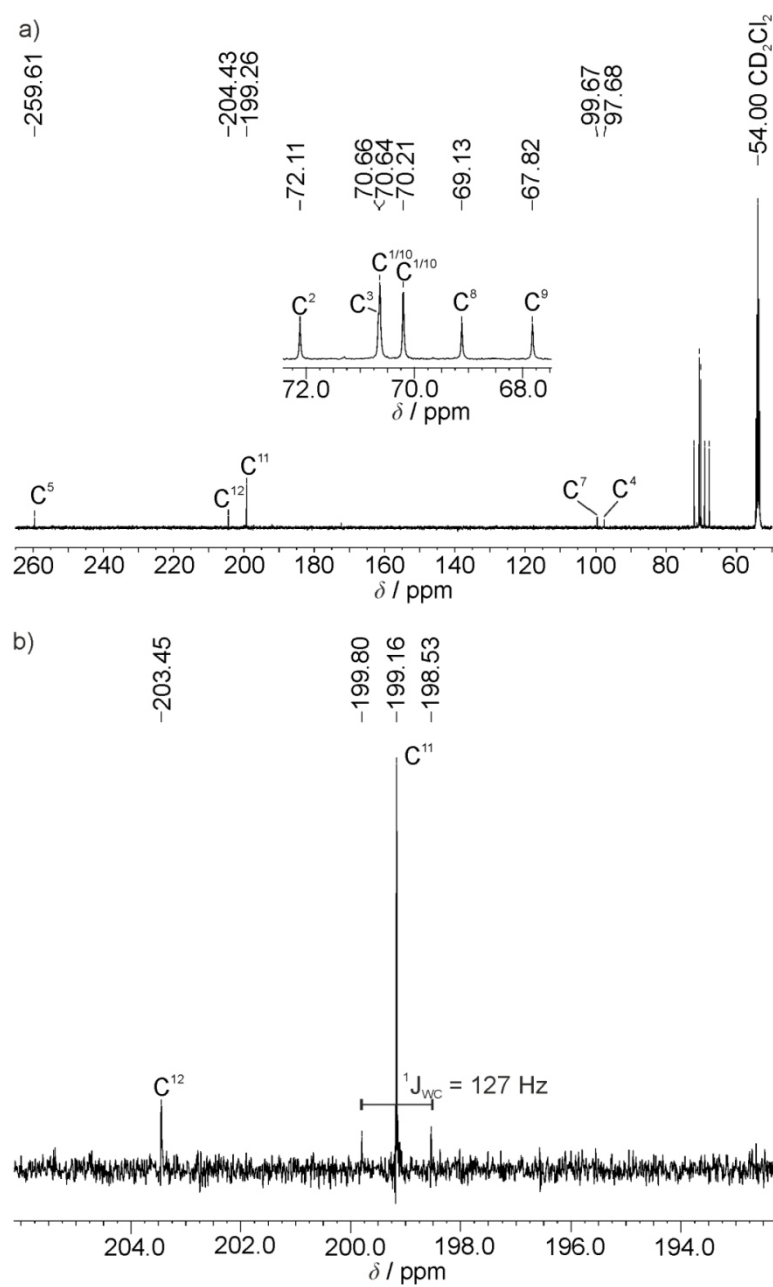 a)
-259.61
-204.43
-199.26
99.67
97.68
-54.00 CD₂Cl₂
-72.11
70.66
70.64
-70.21
-69.13
-67.82
C²
C³
C¹/¹⁰
C¹/¹⁰
C⁸
C⁹
72.0 70.0 68.0
δ / ppm
C⁵
C¹²
C¹¹
C⁷
C⁴
260 240 220 200 180 160 140 120 100 80 60
δ / ppm
b)
-203.45
-199.80
-199.16
-198.53
C¹¹
C¹²
¹J_WC = 127 Hz
204.0 202.0 200.0 198.0 196.0 194.0
δ / ppm